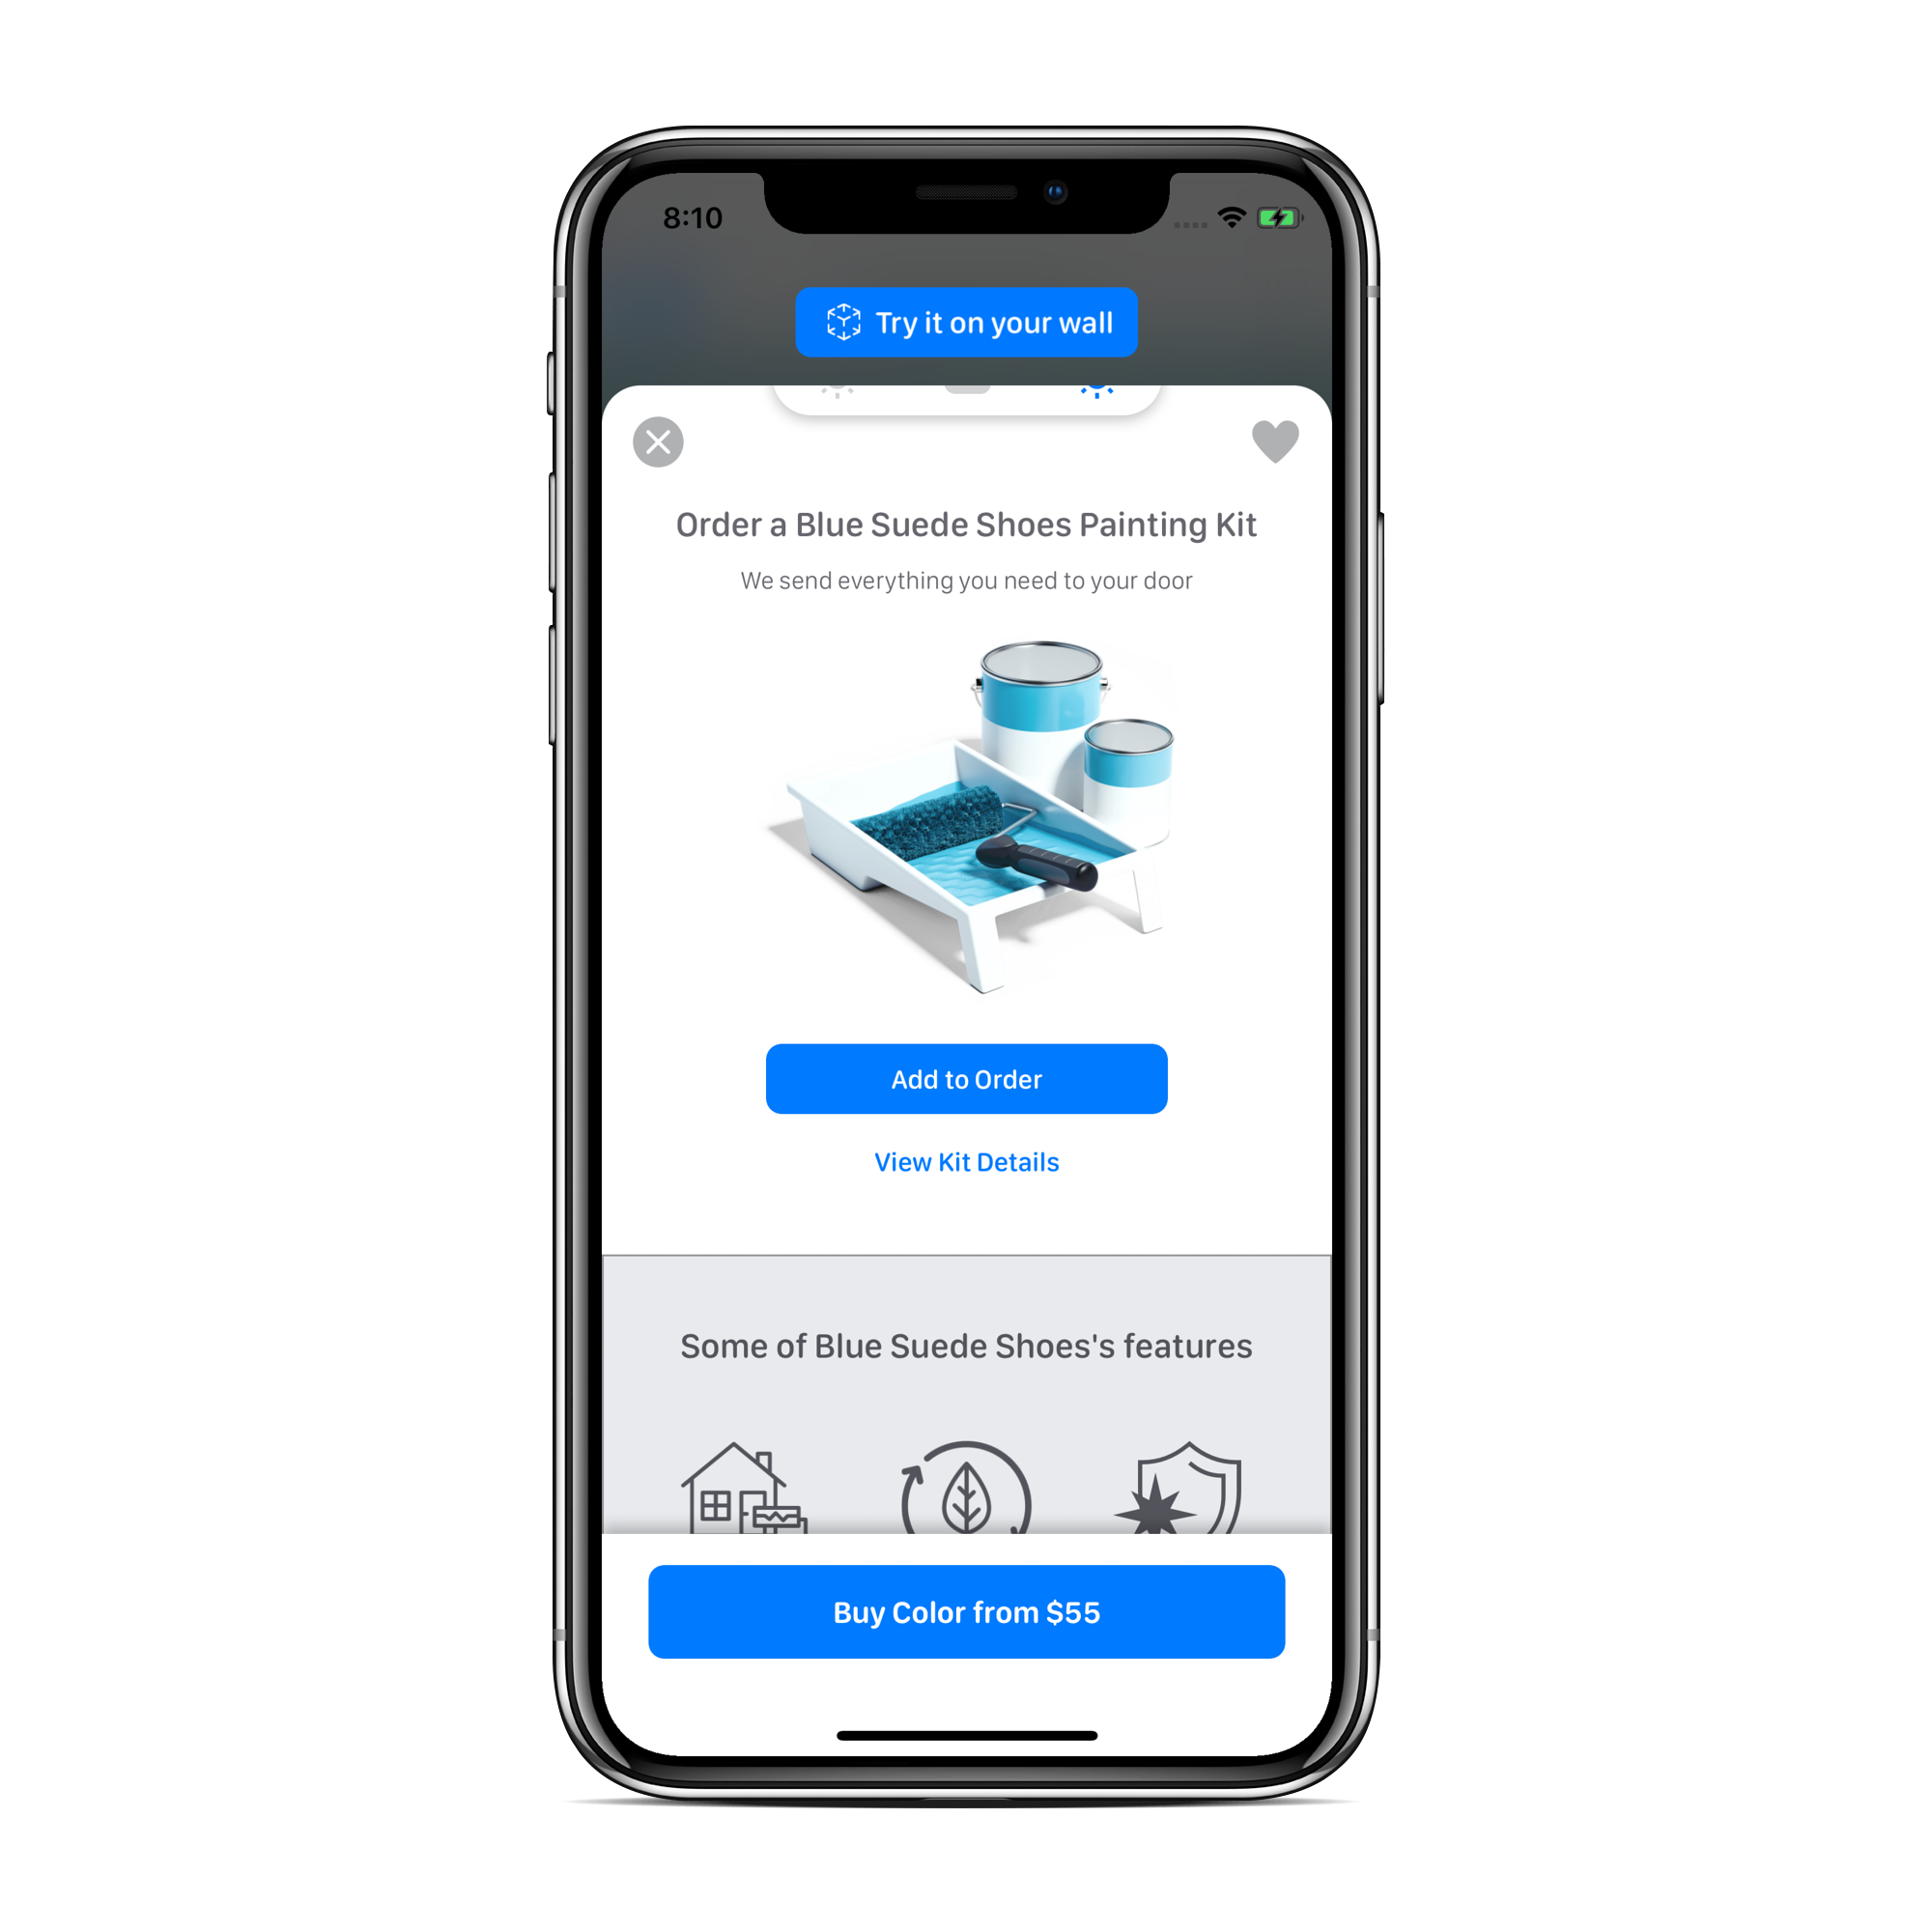 8:10
Try it on your wall
Order a Blue Suede Shoes Painting Kit
We send everything you need to your door
Add to Order
View Kit Details
Some of Blue Suede Shoes's features
Buy Color from $55